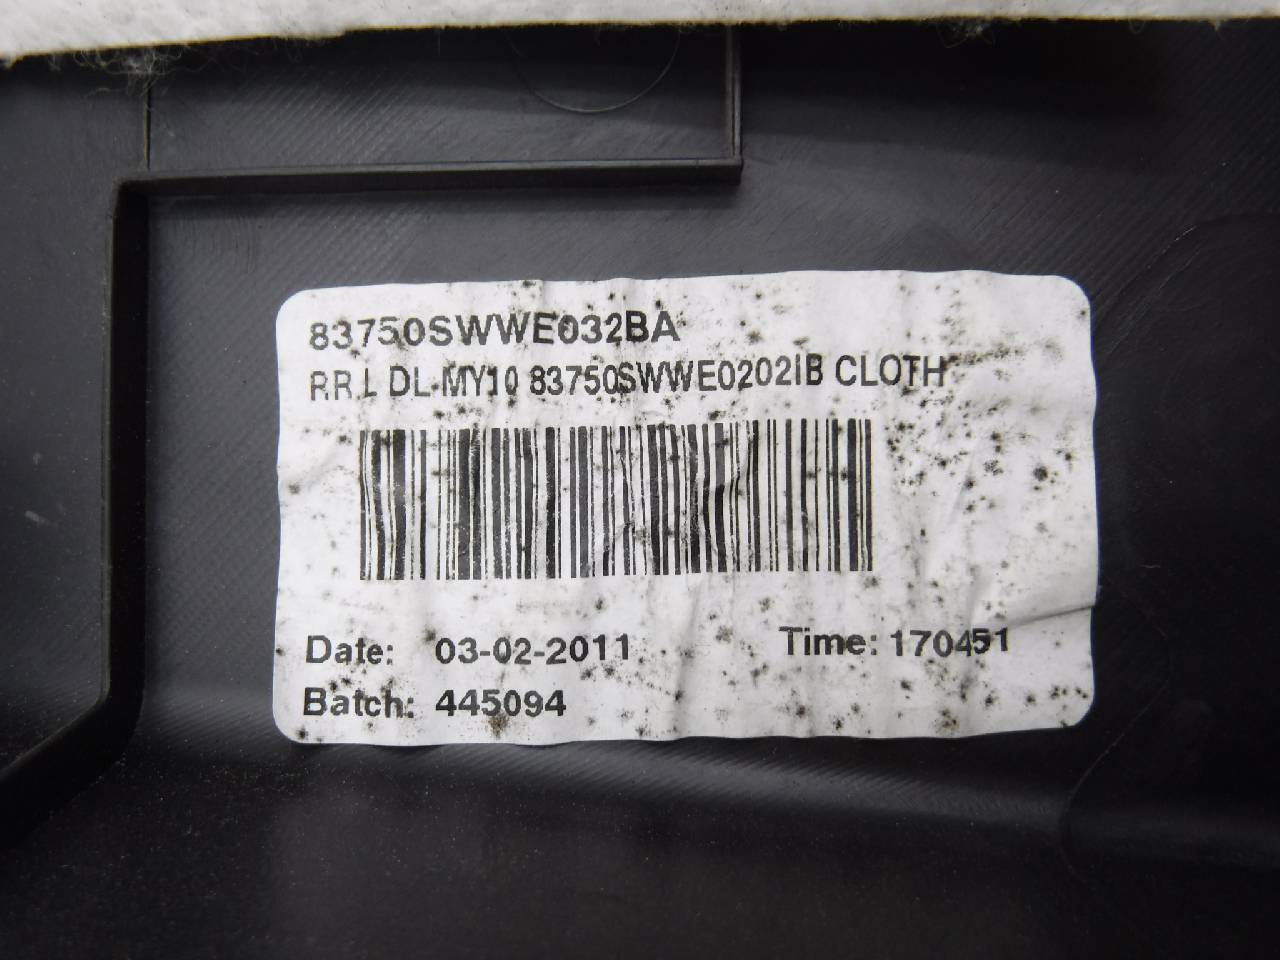 83750SWWE032BA
RR L DL MY10 83750SWWE0202IB CLOTH
Date: 03-02-2011 Time: 170451
Batch: 445094